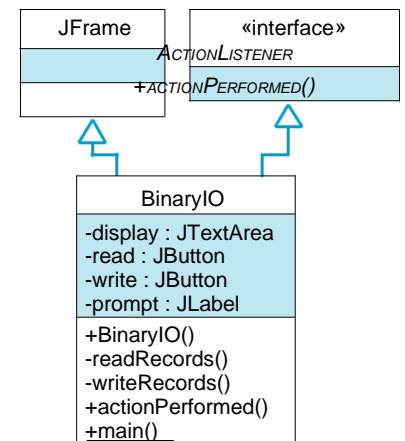 JFrame
«interface»
ACTIONLISTENER
+ACTIONPERFORMED()
BinaryIO
-display : JTextArea
-read : JButton
-write : JButton
-prompt : JLabel
+BinaryIO()
-readRecords()
-writeRecords()
+actionPerformed()
+main()